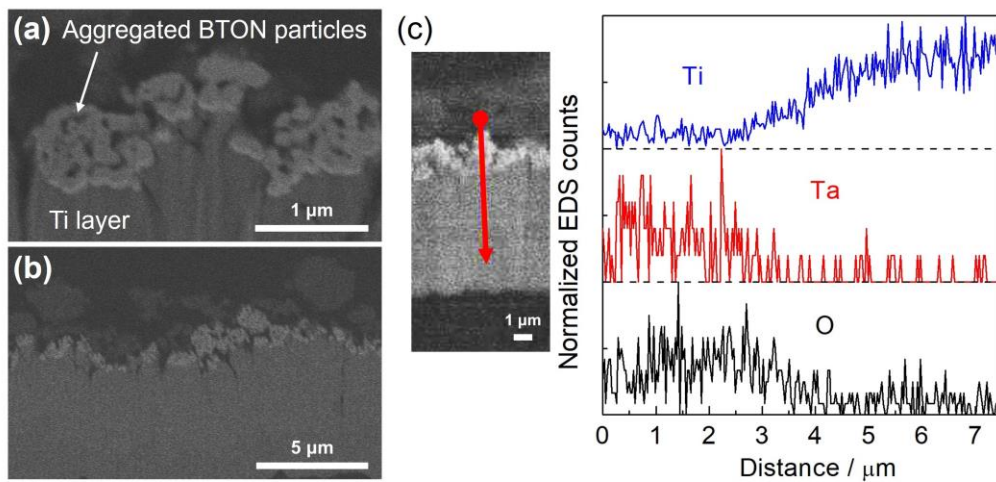 (a)
Aggregated BTON particles
Ti layer
1 μm
(b)
5 μm
(c)
1 μm
Normalized EDS counts
Ti
Ta
O
0 1 2 3 4 5 6 7
Distance / μm